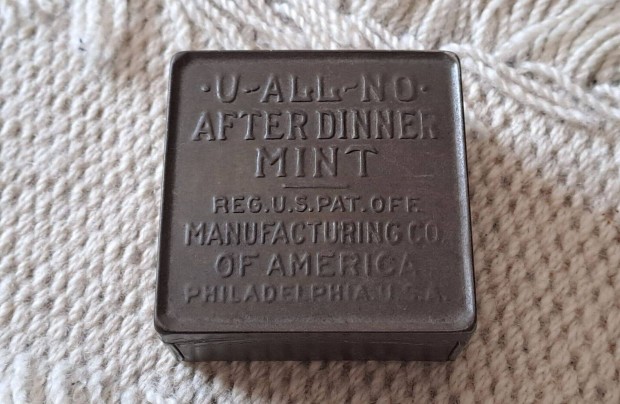 ·U-ALL-NO·
AFTER DINNER
MINT
REG. U.S. PAT. OFF.
MANUFACTURING CO.
OF AMERICA
PHILADELPHIA U.S.A.